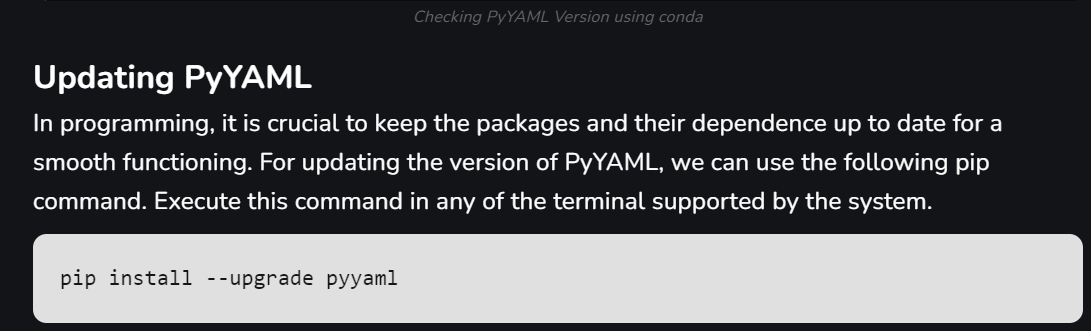 Checking PyYAML Version using conda
Updating PyYAML
In programming, it is crucial to keep the packages and their dependence up to date for a
smooth functioning. For updating the version of PyYAML, we can use the following pip
command. Execute this command in any of the terminal supported by the system.
pip install --upgrade pyyaml